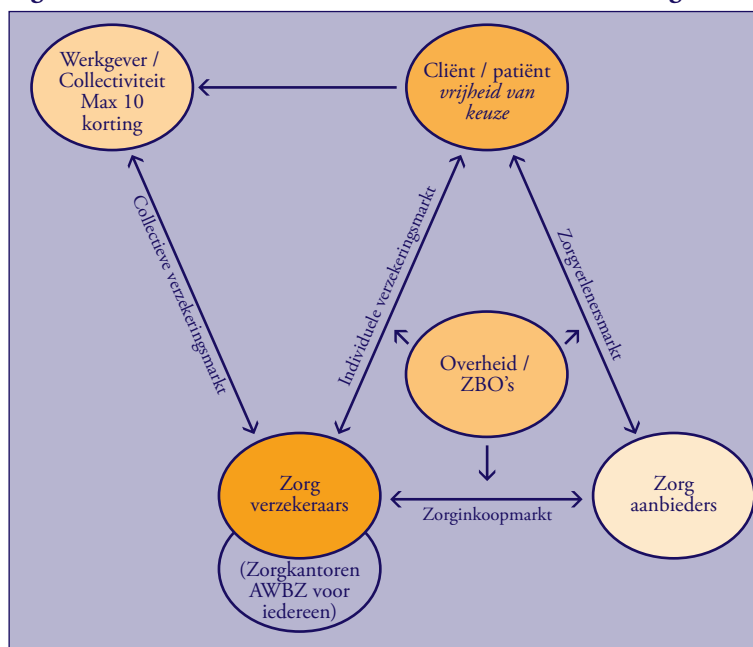 Werkgever /
Collectiviteit
Max 10
korting
Cliënt / patiënt
vrijheid van
keuze
Collectieve verzekeringsmarkt
Individuele verzekeringsmarkt
Zorgverlenersmarkt
Overheid /
ZBO’s
Zorg
verzekeraars
Zorginkoopmarkt
Zorg
aanbieders
(Zorgkantoren
AWBZ voor
iedereen)